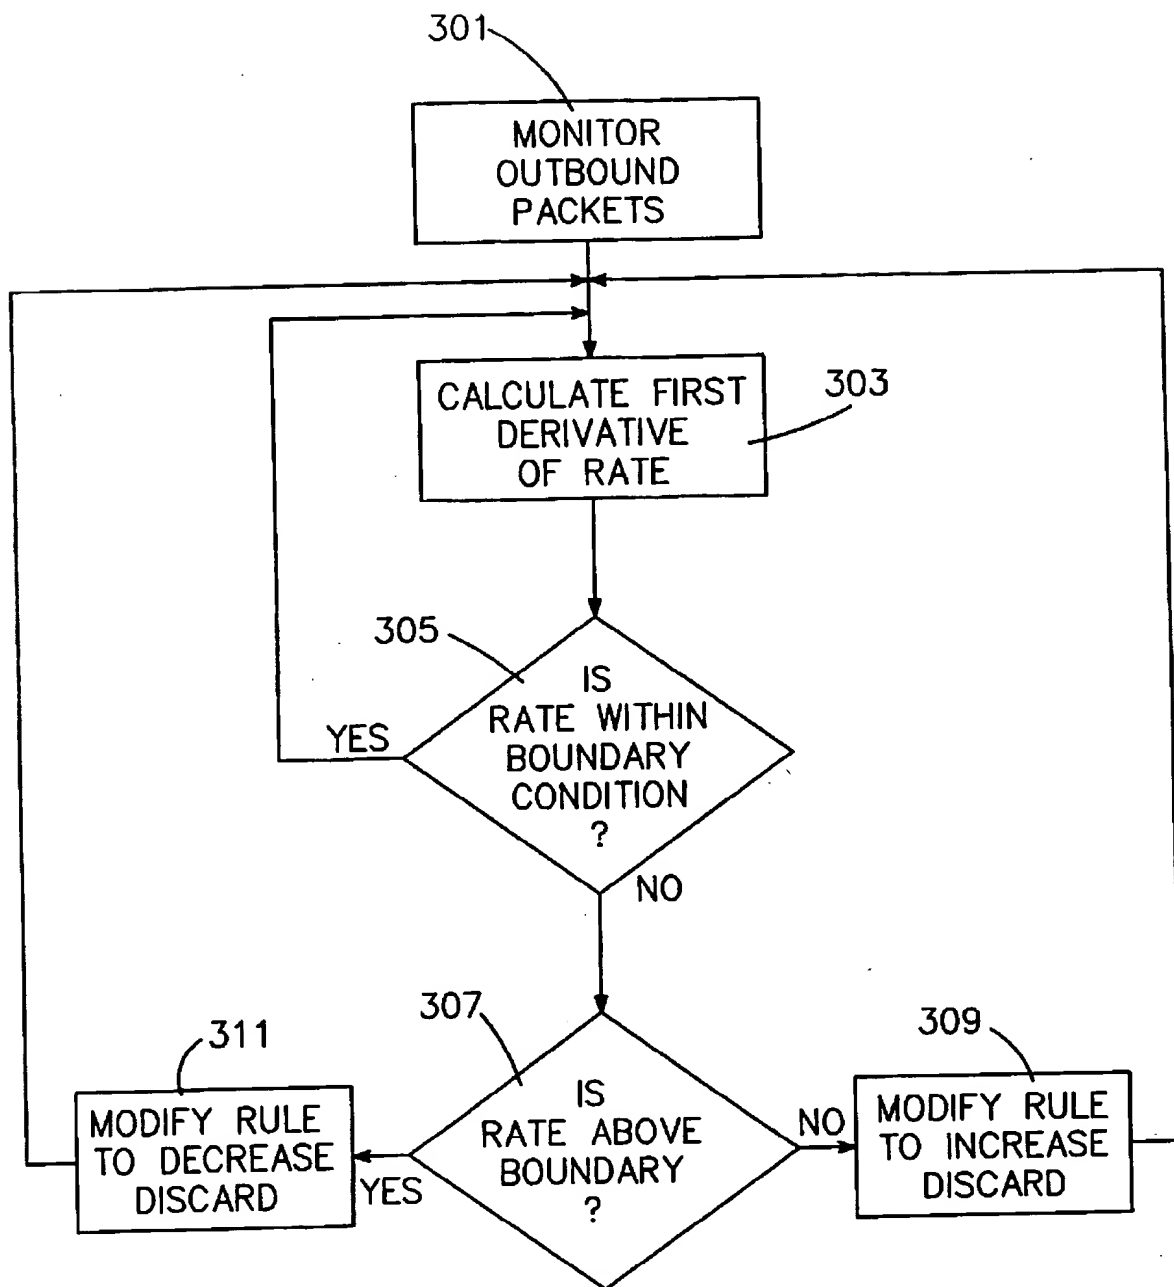 301
MONITOR
OUTBOUND
PACKETS
CALCULATE FIRST
DERIVATIVE
OF RATE
303
305
IS
RATE WITHIN
BOUNDARY
CONDITION
?
YES
NO
307
IS
RATE ABOVE
BOUNDARY
?
YES
NO
311
MODIFY RULE
TO DECREASE
DISCARD
309
MODIFY RULE
TO INCREASE
DISCARD